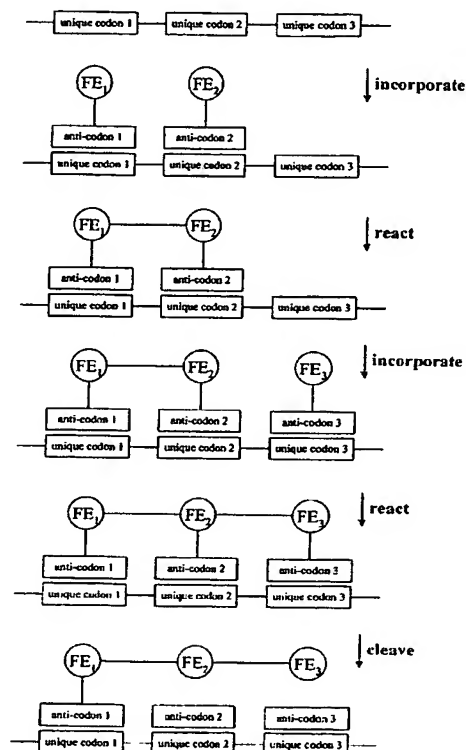 unique codon 1 unique codon 2 unique codon 3
incorporate
FE1 FE2
anti-codon 1 anti-codon 2
unique codon 1 unique codon 2 unique codon 3
react
FE1 FE2
anti-codon 1 anti-codon 2
unique codon 1 unique codon 2 unique codon 3
incorporate
FE1 FE2 FE3
anti-codon 1 anti-codon 2 anti-codon 3
unique codon 1 unique codon 2 unique codon 3
react
FE1 FE2 FE3
anti-codon 1 anti-codon 2 anti-codon 3
unique codon 1 unique codon 2 unique codon 3
cleave
FE1 FE2 FE3
anti-codon 1 anti-codon 2 anti-codon 3
unique codon 1 unique codon 2 unique codon 3